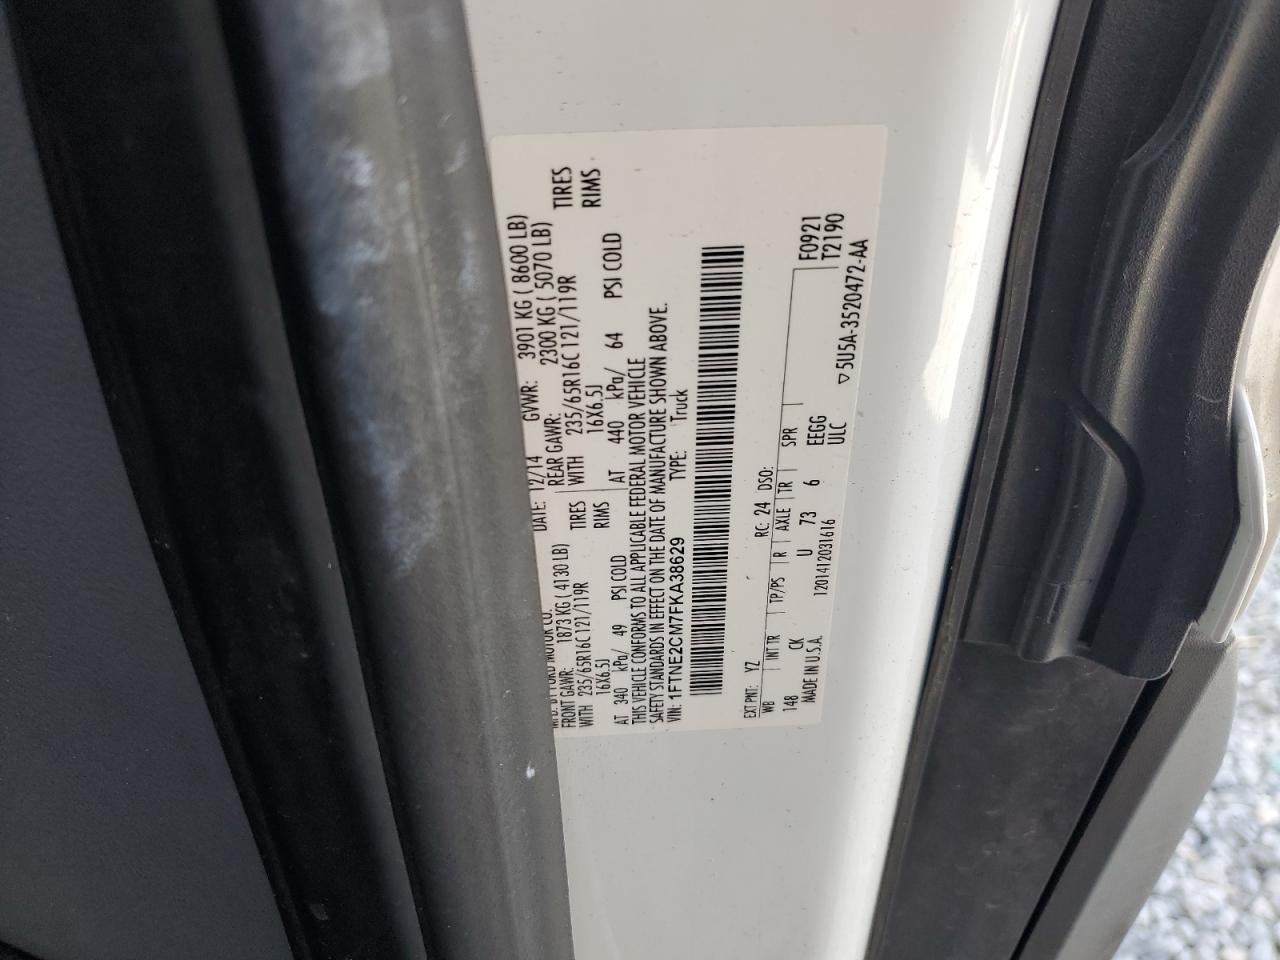 MFD. BY FORD MOTOR CO.
DATE: 12/14 GVWR: 3901 KG ( 8600 LB)
FRONT GAWR: 1873 KG ( 4130 LB) REAR GAWR: 2300 KG ( 5070 LB)
WITH 235/65R16C 121/119R TIRES WITH 235/65R16C 121/119R TIRES
16X6.5J RIMS 16X6.5J RIMS
AT 340 kPa/ 49 PSI COLD AT 440 kPa/ 64 PSI COLD
THIS VEHICLE CONFORMS TO ALL APPLICABLE FEDERAL MOTOR VEHICLE
SAFETY STANDARDS IN EFFECT ON THE DATE OF MANUFACTURE SHOWN ABOVE.
VIN: 1FTNE2CM7FKA38629 TYPE: Truck
EXT PNT: YZ RC: 24 DSO:
WB INT TR TP/PS R AXLE TR SPR F0921
148 CK U 73 6 EEGG T2190
MADE IN U.S.A. 1201412031616 ULC
▽5U5A-3520472-AA